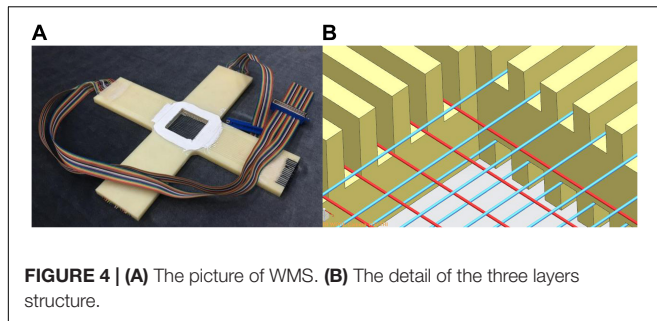 A
B
FIGURE 4 | (A) The picture of WMS. (B) The detail of the three layers
structure.